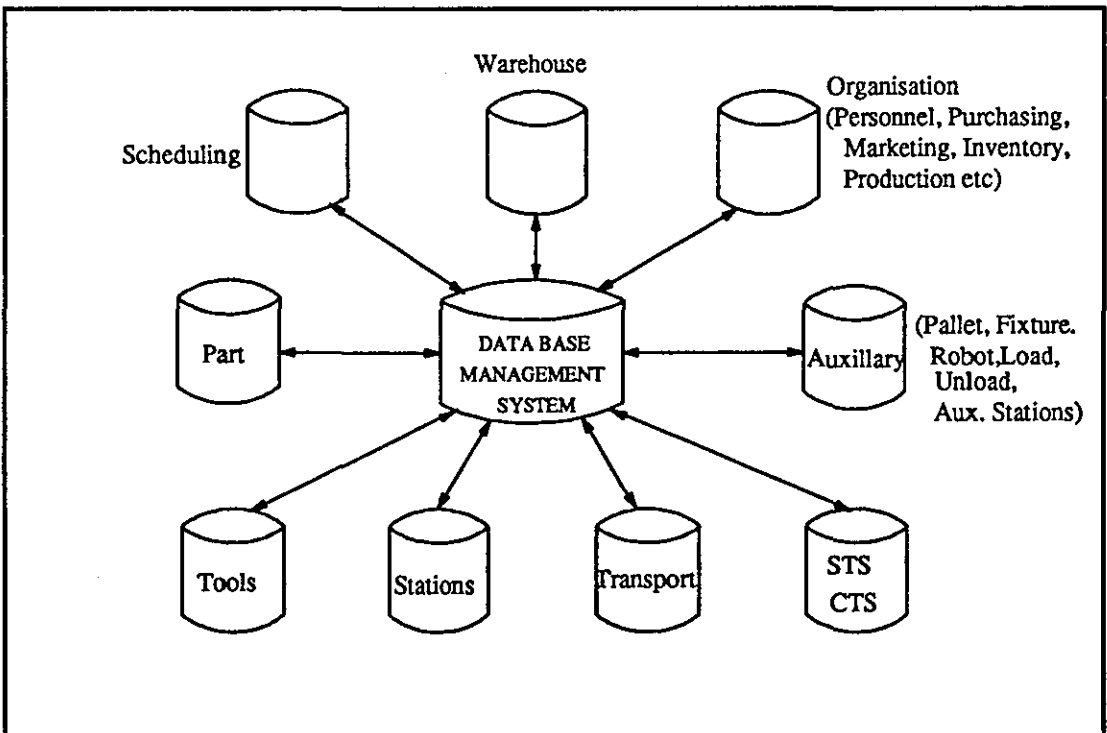 Warehouse
Organisation
(Personnel, Purchasing,
Marketing, Inventory,
Production etc)
Scheduling
Part
DATA BASE
MANAGEMENT
SYSTEM
Auxillary
(Pallet, Fixture.
Robot,Load,
Unload,
Aux. Stations)
Tools
Stations
Transport
STS
CTS